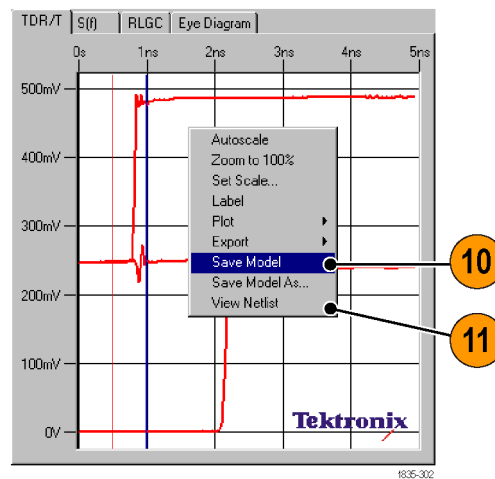 TDR/T S(f) RLGC Eye Diagram
0s 1ns 2ns 3ns 4ns 5ns
500mV
400mV
300mV
200mV
100mV
0V
Autoscale
Zoom to 100%
Set Scale...
Label
Plot
Export
Save Model
Save Model As...
View Netlist
10
11
Tektronix
1835-302